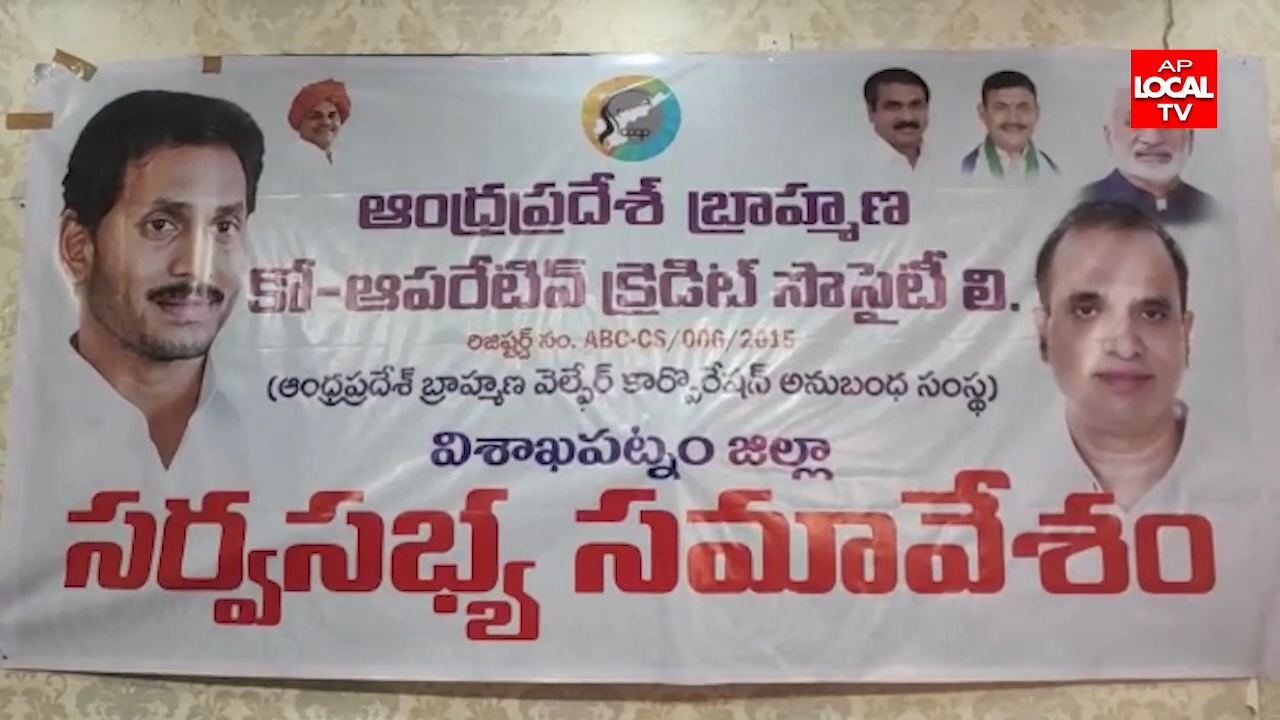 AP
LOCAL
TV
ఆంధ్రప్రదేశ్ బ్రాహ్మణ
కో-ఆపరేటివ్ క్రెడిట్ సొసైటీ లి.
రిజిష్టర్డ్ నం. ABC-CS/006/2015
(ఆంధ్రప్రదేశ్ బ్రాహ్మణ వెల్ఫేర్ కార్పొరేషన్ అనుబంధ సంస్థ)
విశాఖపట్నం జిల్లా
సర్వసభ్య సమావేశం